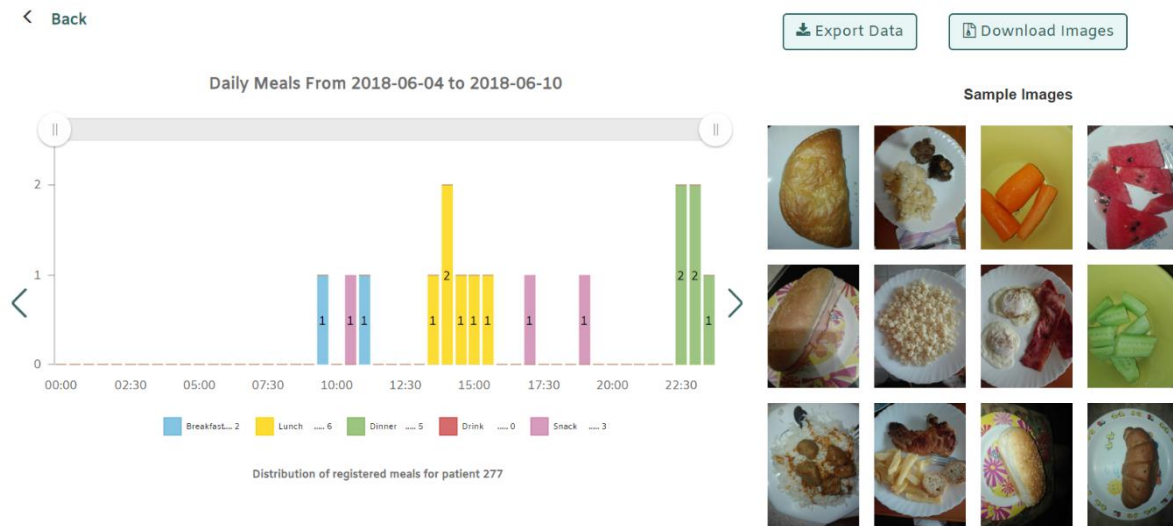 Back
Export Data
Download Images
Daily Meals From 2018-06-04 to 2018-06-10
Sample Images
2
1
0
1
1
1
1
2
1
1
1
1
1
2
2
1
00:00 02:30 05:00 07:30 10:00 12:30 15:00 17:30 20:00 22:30
Breakfast.... 2 Lunch ..... 6 Dinner ..... 5 Drink ..... 0 Snack ..... 3
Distribution of registered meals for patient 277